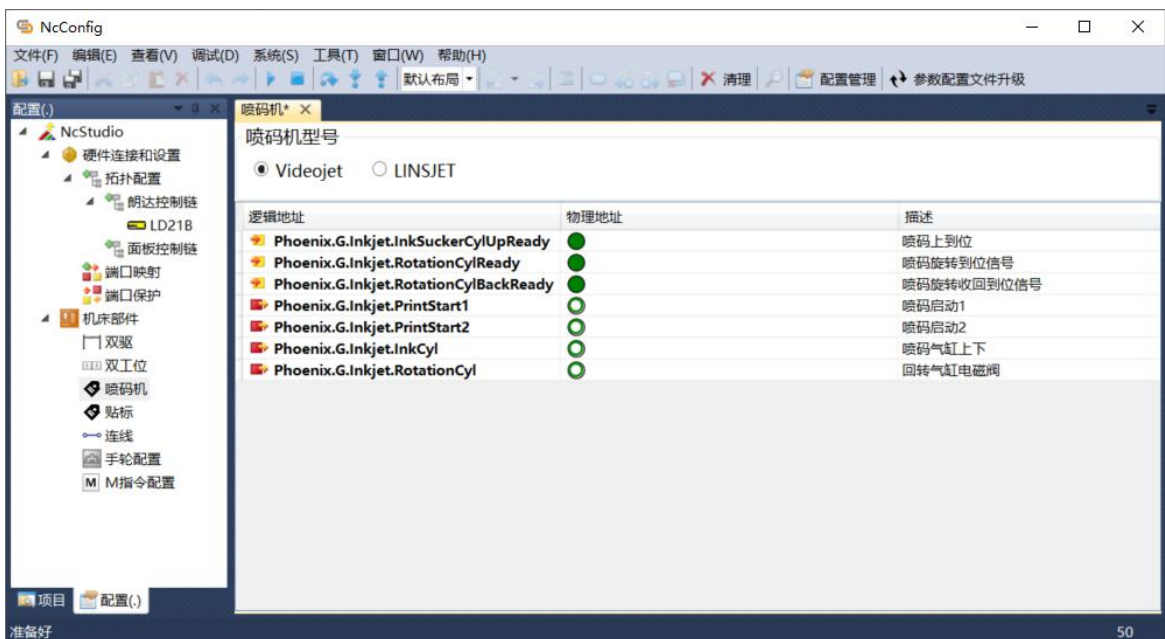 NcConfig
文件(F) 编辑(E) 查看(V) 调试(D) 系统(S) 工具(T) 窗口(W) 帮助(H)
默认布局 清理 配置管理 参数配置文件升级
配置(.)
NcStudio
硬件连接和设置
拓扑配置
朗达控制链
LD21B
面板控制链
端口映射
端口保护
机床部件
双驱
双工位
喷码机
贴标
连线
手轮配置
M M指令配置
项目 配置(.)
喷码机*
喷码机型号
Videojet LINSJET
逻辑地址 物理地址 描述
Phoenix.G.Inkjet.InkSuckerCylUpReady 喷码上到位
Phoenix.G.Inkjet.RotationCylReady 喷码旋转到位信号
Phoenix.G.Inkjet.RotationCylBackReady 喷码旋转收回到位信号
Phoenix.G.Inkjet.PrintStart1 喷码启动1
Phoenix.G.Inkjet.PrintStart2 喷码启动2
Phoenix.G.Inkjet.InkCyl 喷码气缸上下
Phoenix.G.Inkjet.RotationCyl 回转气缸电磁阀
准备好 50